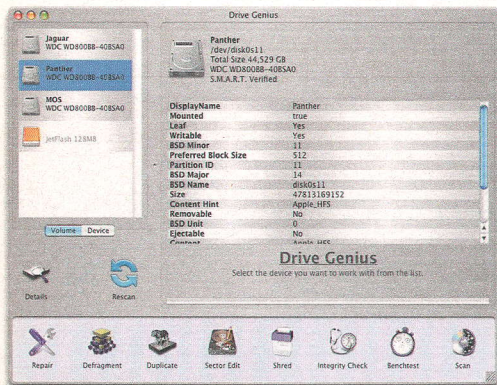 Drive Genius
Jaguar
WDC WD800BB-40BSA0
Panther
WDC WD800BB-40BSA0
MOS
WDC WD800BB-40BSA0
JetFlash 128MB
Volume Device
Details
Rescan
Panther
/dev/disk0s11
Total Size 44,529 GB
WDC WD800BB-40BSA0
S.M.A.R.T. Verified
DisplayName Panther
Mounted true
Leaf Yes
Writable Yes
BSD Minor 11
Preferred Block Size 512
Partition ID 11
BSD Major 14
BSD Name disk0s11
Size 47813169152
Content Hint Apple_HFS
Removable No
BSD Unit 0
Ejectable No
Content Apple_HFS
Drive Genius
Select the device you want to work with from the list.
Repair Defragment Duplicate Sector Edit Shred Integrity Check Benchtest Scan